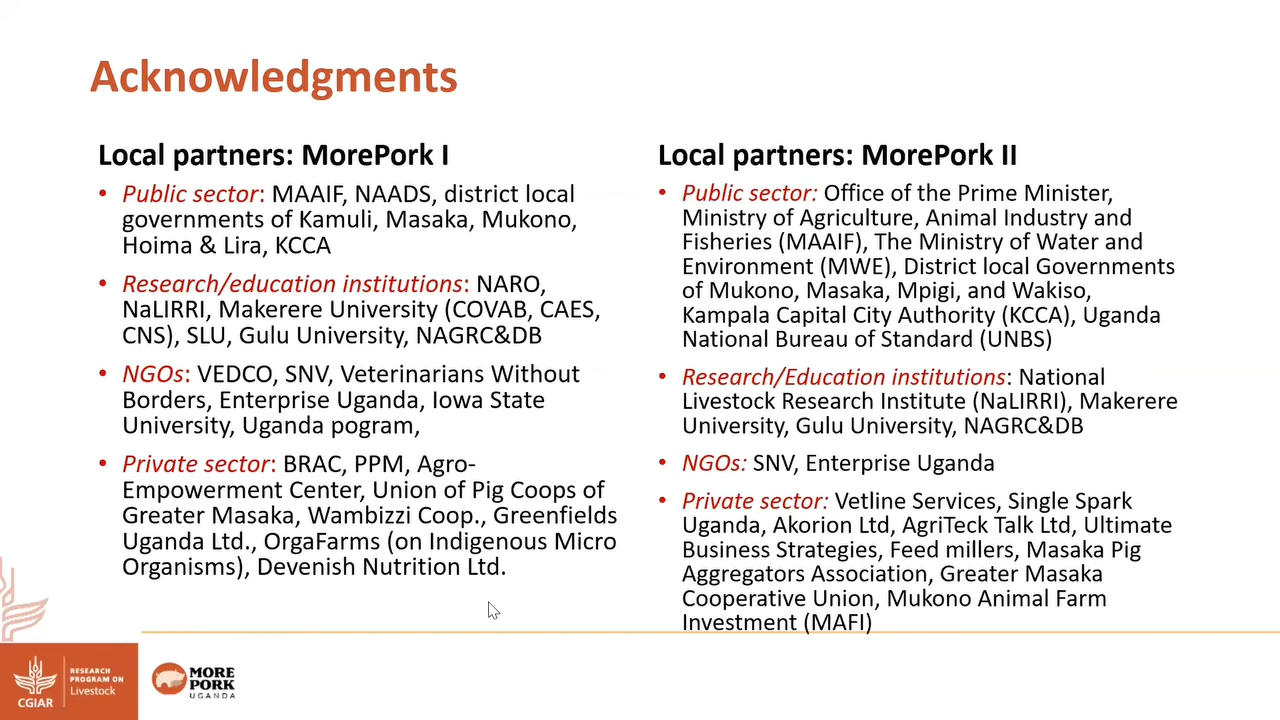 Acknowledgments
Local partners: MorePork I
• Public sector: MAAIF, NAADS, district local
governments of Kamuli, Masaka, Mukono,
Hoima & Lira, KCCA
• Research/education institutions: NARO,
NaLIRRI, Makerere University (COVAB, CAES,
CNS), SLU, Gulu University, NAGRC&DB
• NGOs: VEDCO, SNV, Veterinarians Without
Borders, Enterprise Uganda, Iowa State
University, Uganda pogram,
• Private sector: BRAC, PPM, Agro-
Empowerment Center, Union of Pig Coops of
Greater Masaka, Wambizzi Coop., Greenfields
Uganda Ltd., OrgaFarms (on Indigenous Micro
Organisms), Devenish Nutrition Ltd.
Local partners: MorePork II
• Public sector: Office of the Prime Minister,
Ministry of Agriculture, Animal Industry and
Fisheries (MAAIF), The Ministry of Water and
Environment (MWE), District local Governments
of Mukono, Masaka, Mpigi, and Wakiso,
Kampala Capital City Authority (KCCA), Uganda
National Bureau of Standard (UNBS)
• Research/Education institutions: National
Livestock Research Institute (NaLIRRI), Makerere
University, Gulu University, NAGRC&DB
• NGOs: SNV, Enterprise Uganda
• Private sector: Vetline Services, Single Spark
Uganda, Akorion Ltd, AgriTeck Talk Ltd, Ultimate
Business Strategies, Feed millers, Masaka Pig
Aggregators Association, Greater Masaka
Cooperative Union, Mukono Animal Farm
Investment (MAFI)
CGIAR
RESEARCH
PROGRAM ON
Livestock
MORE
PORK
UGANDA